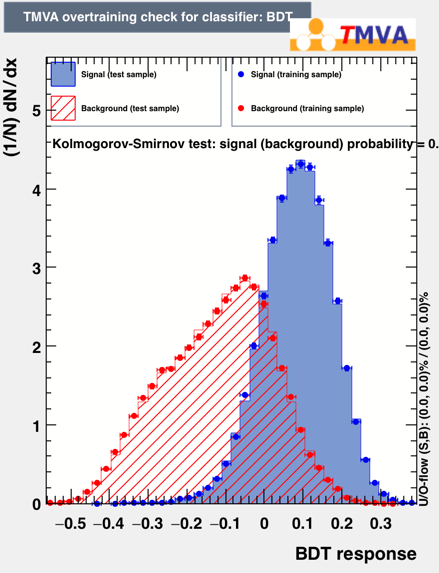 TMVA overtraining check for classifier: BDT
TMVA
Signal (test sample)
Signal (training sample)
Background (test sample)
Background (training sample)
Kolmogorov-Smirnov test: signal (background) probability = 0.
(1/N) dN/dx
5
4
3
2
1
0
−0.5 −0.4 −0.3 −0.2 −0.1 0 0.1 0.2 0.3
BDT response
U/O-flow (S,B): (0.0, 0.0)% / (0.0, 0.0)%